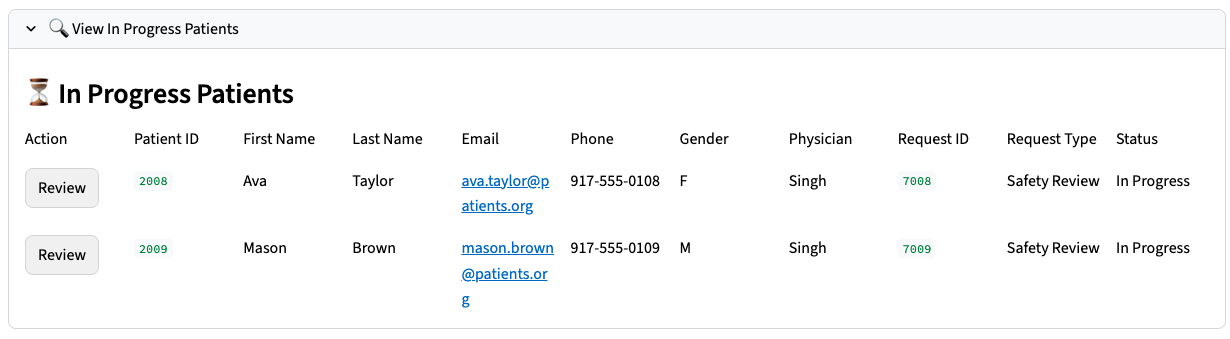 View In Progress Patients
In Progress Patients
Action Patient ID First Name Last Name Email Phone Gender Physician Request ID Request Type Status
Review 2008 Ava Taylor ava.taylor@p 917-555-0108 F Singh 7008 Safety Review In Progress
atients.org
Review 2009 Mason Brown mason.brown 917-555-0109 M Singh 7009 Safety Review In Progress
@patients.or
g